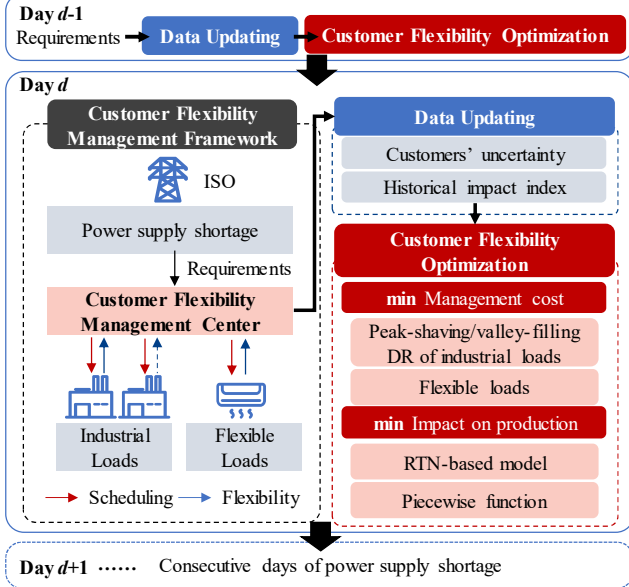 Day d-1
Requirements
Data Updating
Customer Flexibility Optimization
Day d
Customer Flexibility
Management Framework
ISO
Power supply shortage
Requirements
Customer Flexibility
Management Center
Industrial
Loads
Flexible
Loads
Scheduling
Flexibility
Data Updating
Customers' uncertainty
Historical impact index
Customer Flexibility
Optimization
min Management cost
Peak-shaving/valley-filling
DR of industrial loads
Flexible loads
min Impact on production
RTN-based model
Piecewise function
Day d+1 ······ Consecutive days of power supply shortage